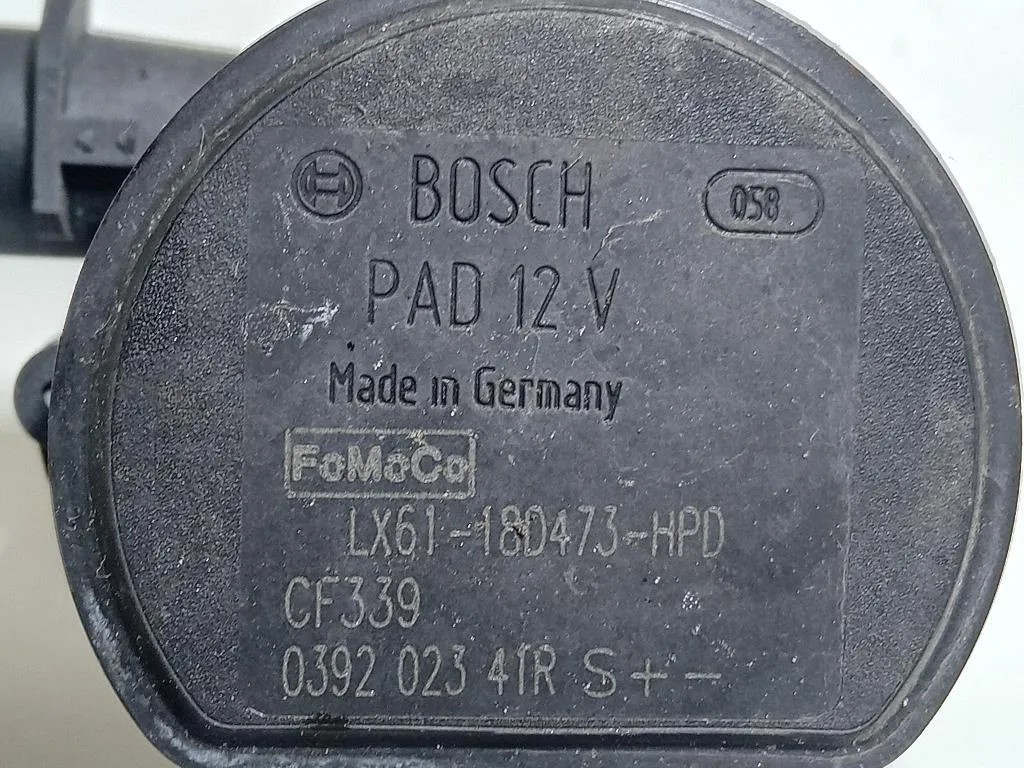 BOSCH 058
PAD 12 V
Made in Germany
FoMoCo
LX61-18D473-HPD
CF339
0392 023 41R S + -